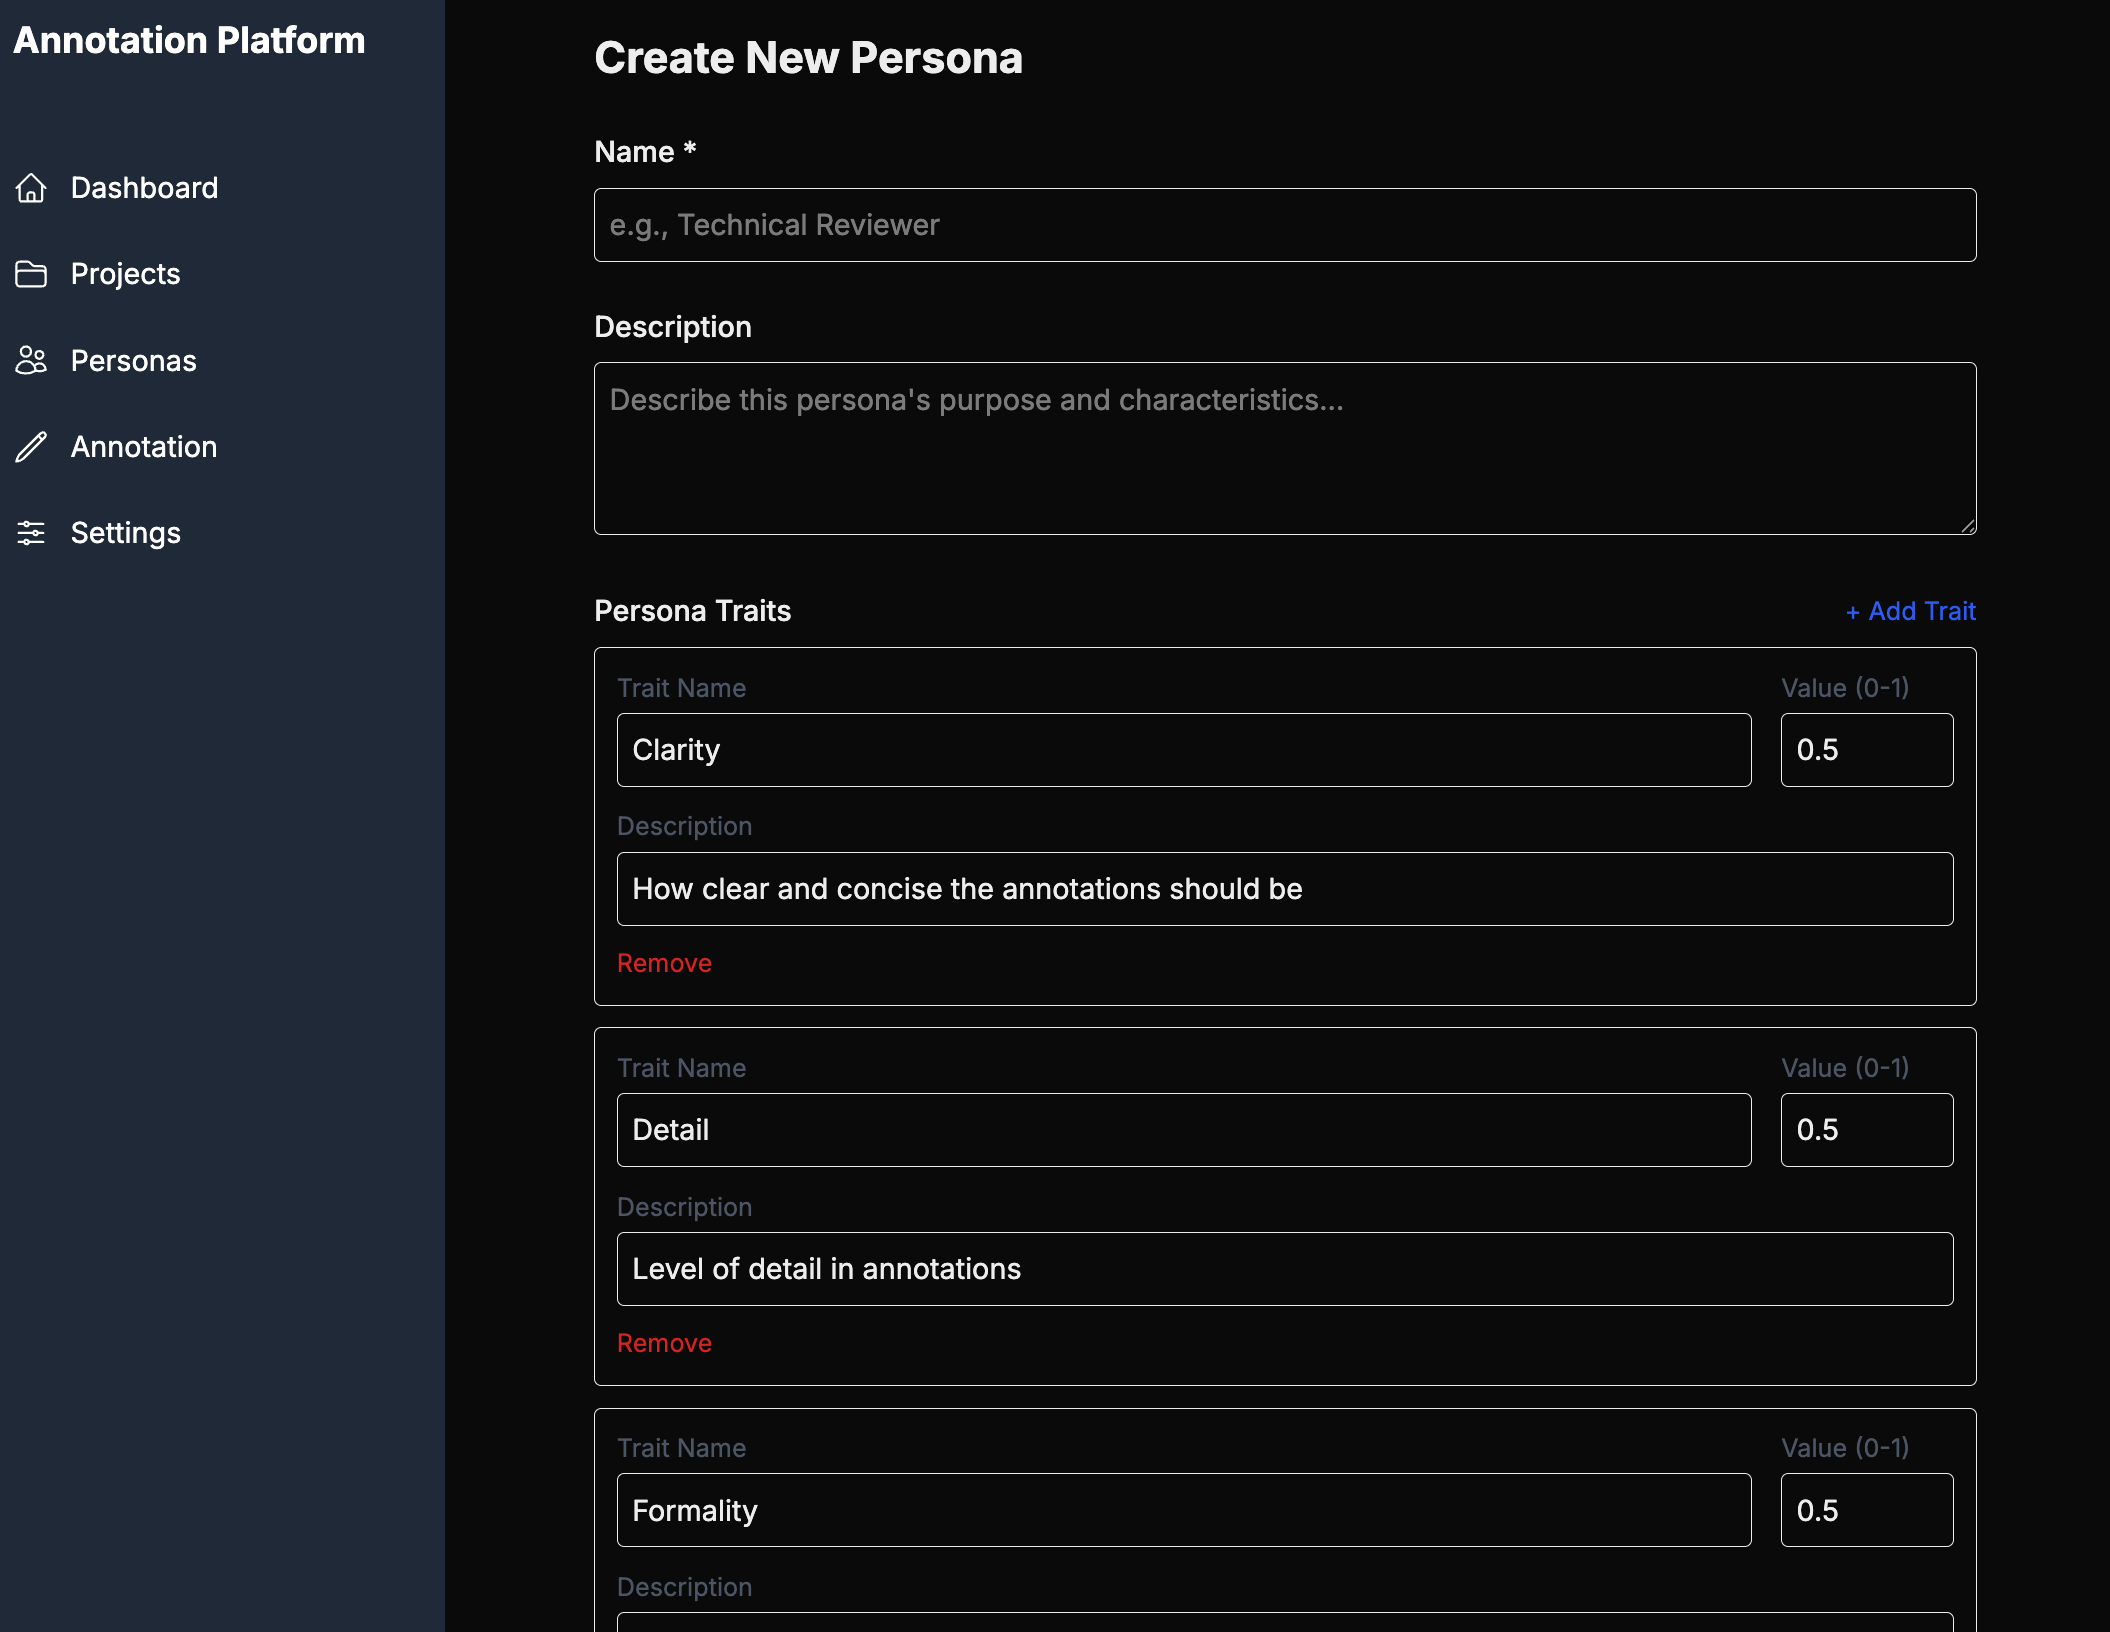 Annotation Platform
Dashboard
Projects
Personas
Annotation
Settings
Create New Persona
Name *
e.g., Technical Reviewer
Description
Describe this persona's purpose and characteristics...
Persona Traits
+ Add Trait
Trait Name
Value (0-1)
Clarity
0.5
Description
How clear and concise the annotations should be
Remove
Trait Name
Value (0-1)
Detail
0.5
Description
Level of detail in annotations
Remove
Trait Name
Value (0-1)
Formality
0.5
Description